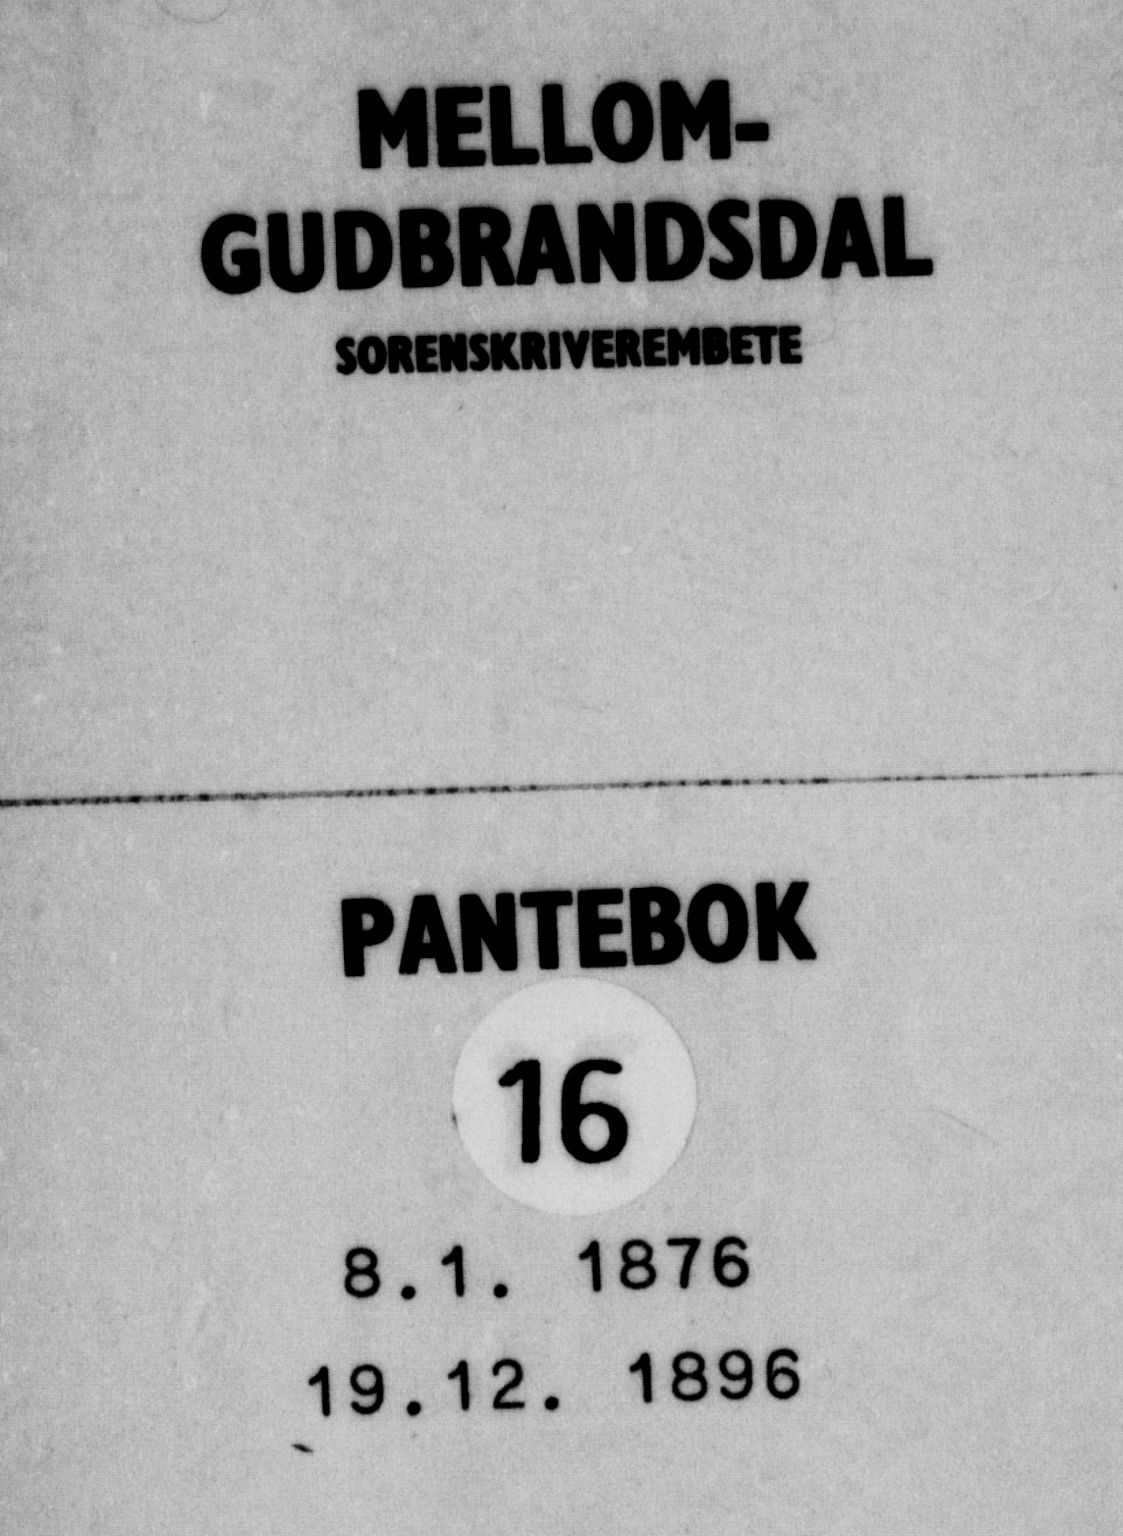 MELLOM-
GUDBRANDSDAL
SORENSKRIVEREMBETE
PANTEBOK
16
8.1. 1876
19.12. 1896